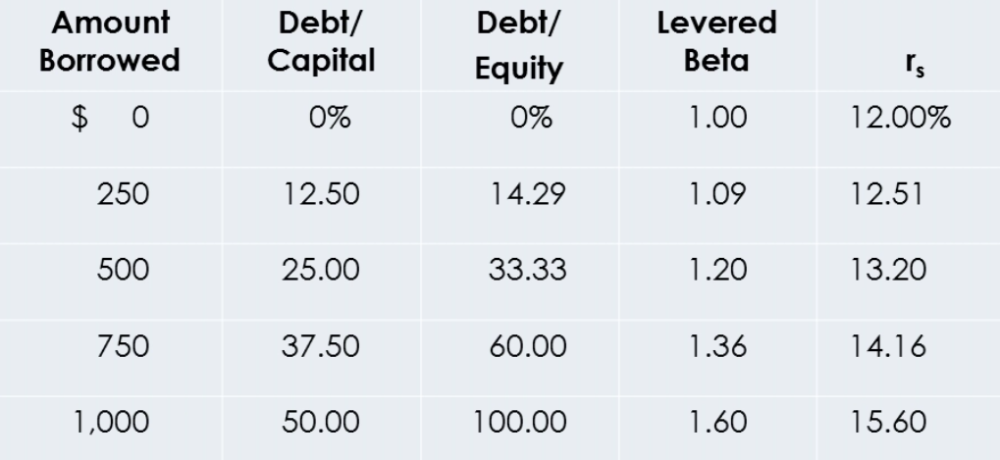 Amount Borrowed Debt/ Capital Debt/ Equity Levered Beta rs
$ 0 0% 0% 1.00 12.00%
250 12.50 14.29 1.09 12.51
500 25.00 33.33 1.20 13.20
750 37.50 60.00 1.36 14.16
1,000 50.00 100.00 1.60 15.60